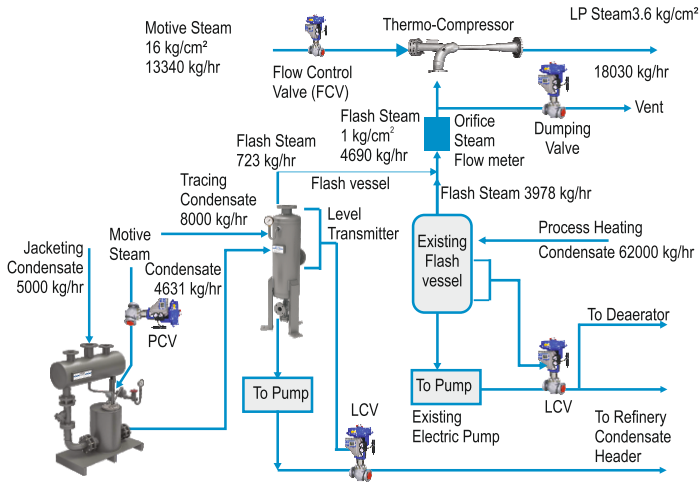 Motive Steam
16 kg/cm²
13340 kg/hr
Flow Control
Valve (FCV)
Thermo-Compressor
LP Steam3.6 kg/cm²
18030 kg/hr
Vent
Dumping
Valve
Orifice
Steam
Flow meter
Flash Steam
1 kg/cm²
4690 kg/hr
Flash Steam
723 kg/hr
Flash vessel
Flash Steam 3978 kg/hr
Tracing
Condensate
8000 kg/hr
Level
Transmitter
Existing
Flash
vessel
Process Heating
Condensate 62000 kg/hr
Motive
Steam
Jacketing
Condensate
5000 kg/hr
Condensate
4631 kg/hr
PCV
To Pump
LCV
To Pump
Existing
Electric Pump
LCV
To Deaerator
To Refinery
Condensate
Header